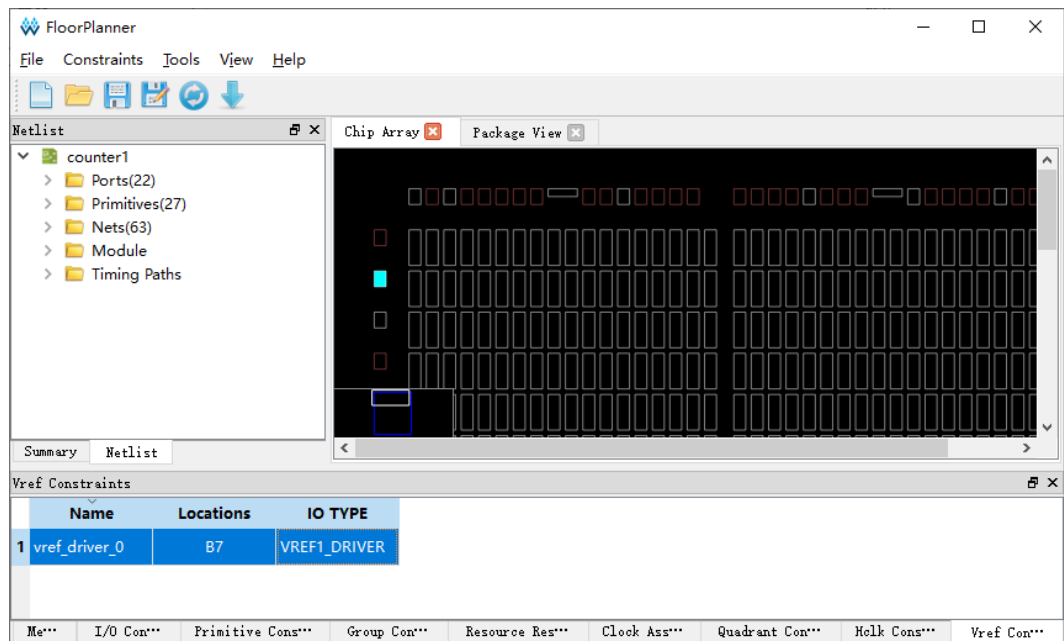 FloorPlanner
File Constraints Tools View Help
Netlist
Chip Array Package View
counter1
Ports(22)
Primitives(27)
Nets(63)
Module
Timing Paths
Summary Netlist
Vref Constraints
Name Locations IO TYPE
1 vref_driver_0 B7 VREF1_DRIVER
Me··· I/O Con··· Primitive Cons··· Group Con··· Resource Res··· Clock Ass··· Quadrant Con··· Hclk Cons··· Vref Con···